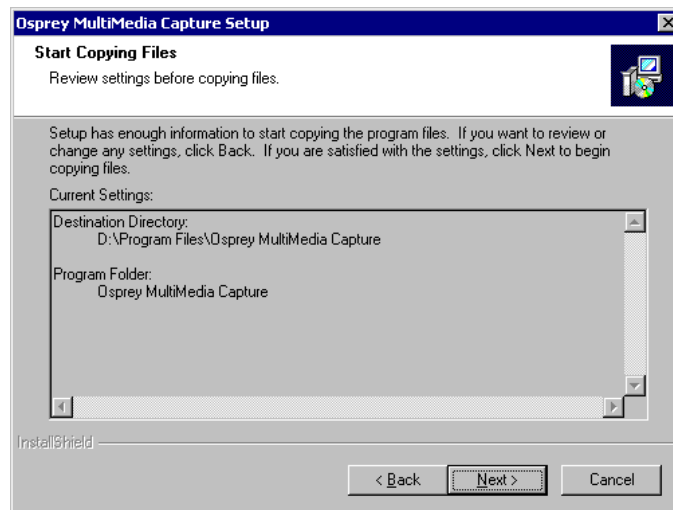 Osprey MultiMedia Capture Setup
Start Copying Files
Review settings before copying files.
Setup has enough information to start copying the program files.  If you want to review or
change any settings, click Back.  If you are satisfied with the settings, click Next to begin
copying files.
Current Settings:
Destination Directory:
D:\Program Files\Osprey MultiMedia Capture
Program Folder:
Osprey MultiMedia Capture
InstallShield
< Back
Next >
Cancel